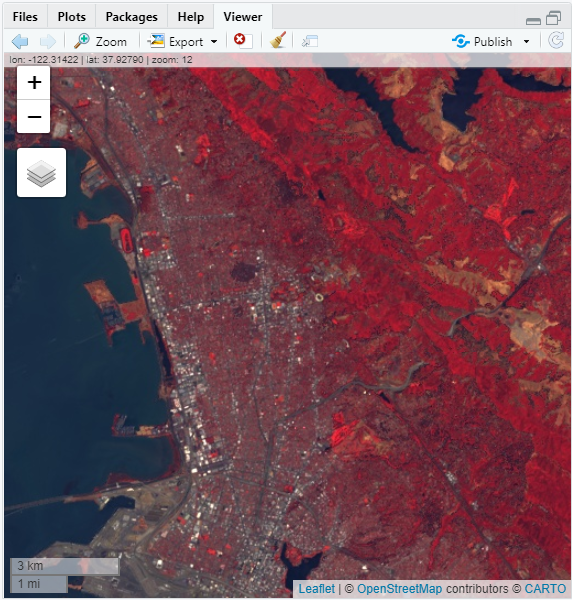 Files Plots Packages Help Viewer
Zoom Export Publish
lon: -122.31422 | lat: 37.92790 | zoom: 12
+
−
3 km
1 mi
Leaflet | © OpenStreetMap contributors © CARTO